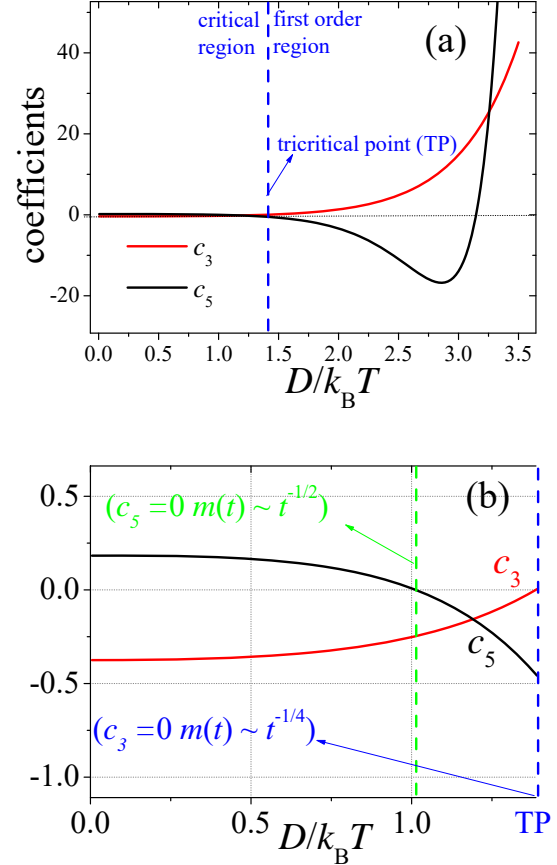 critical first order
region region
(a)
40
20
0
-20
coefficients
tricritical point (TP)
c₃
c₅
0.0 0.5 1.0 1.5 2.0 2.5 3.0 3.5
D/k_BT
(b)
0.5
0.0
-0.5
-1.0
(c₅ =0 m(t) ~ t^{-1/2})
c₃
c₅
(c₃ =0 m(t) ~ t^{-1/4})
0.0 0.5 1.0 TP
D/k_BT